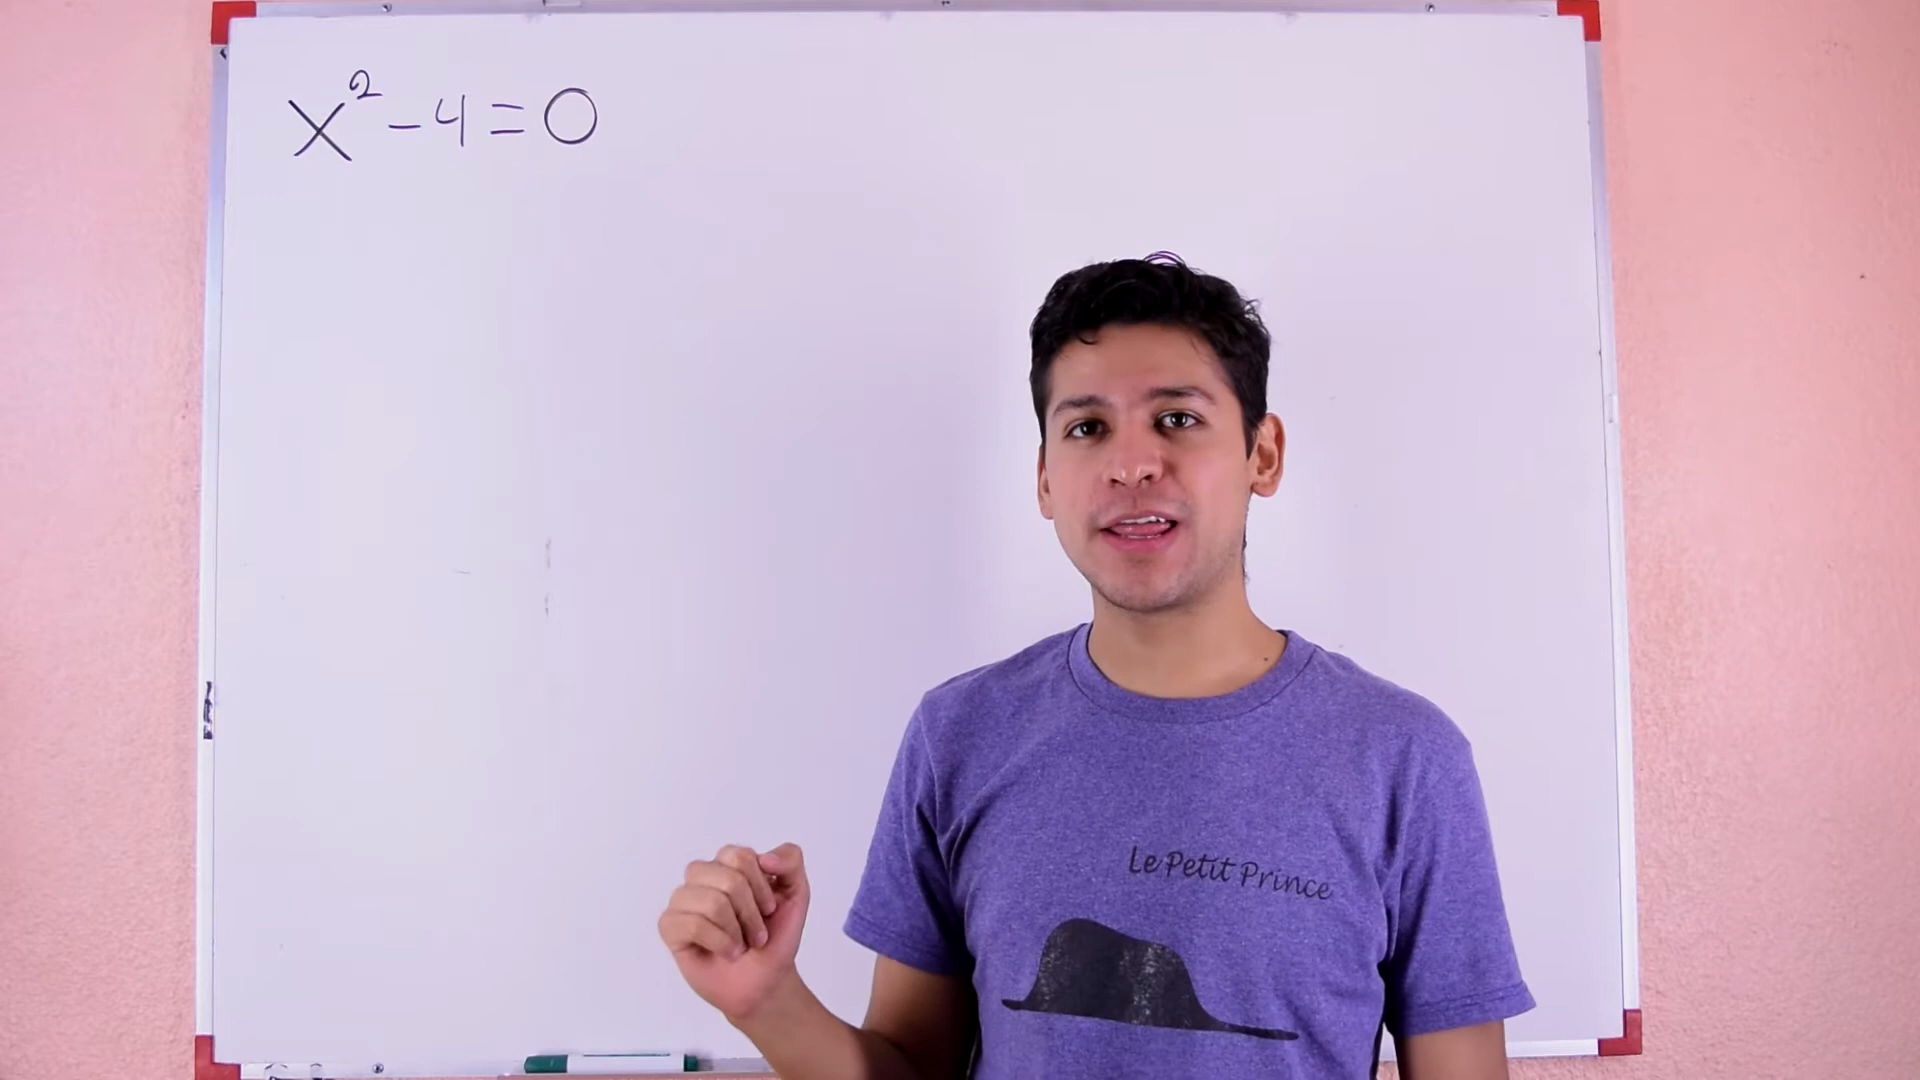 x² - 4 = 0
Le Petit Prince